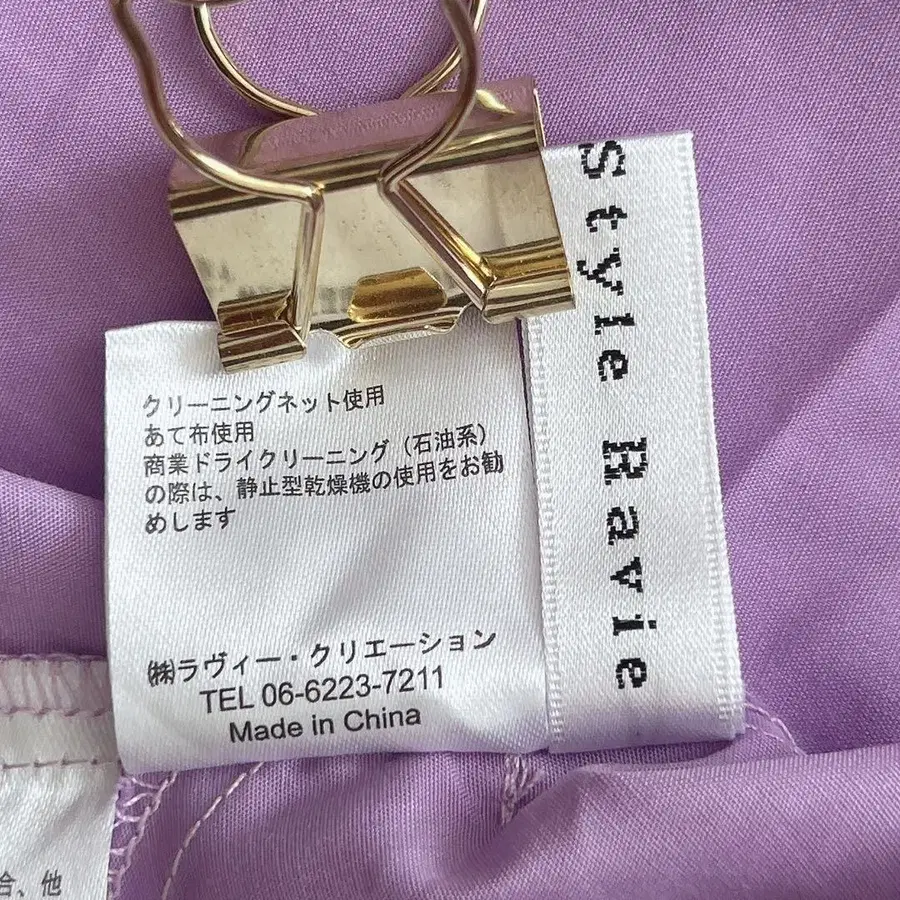 クリーニングネット使用
あて布使用
商業ドライクリーニング（石油系）
の際は、静止型乾燥機の使用をお勧
めします
㈱ラヴィー・クリエーション
TEL 06-6223-7211
Made in China
Style Ravie
合、他